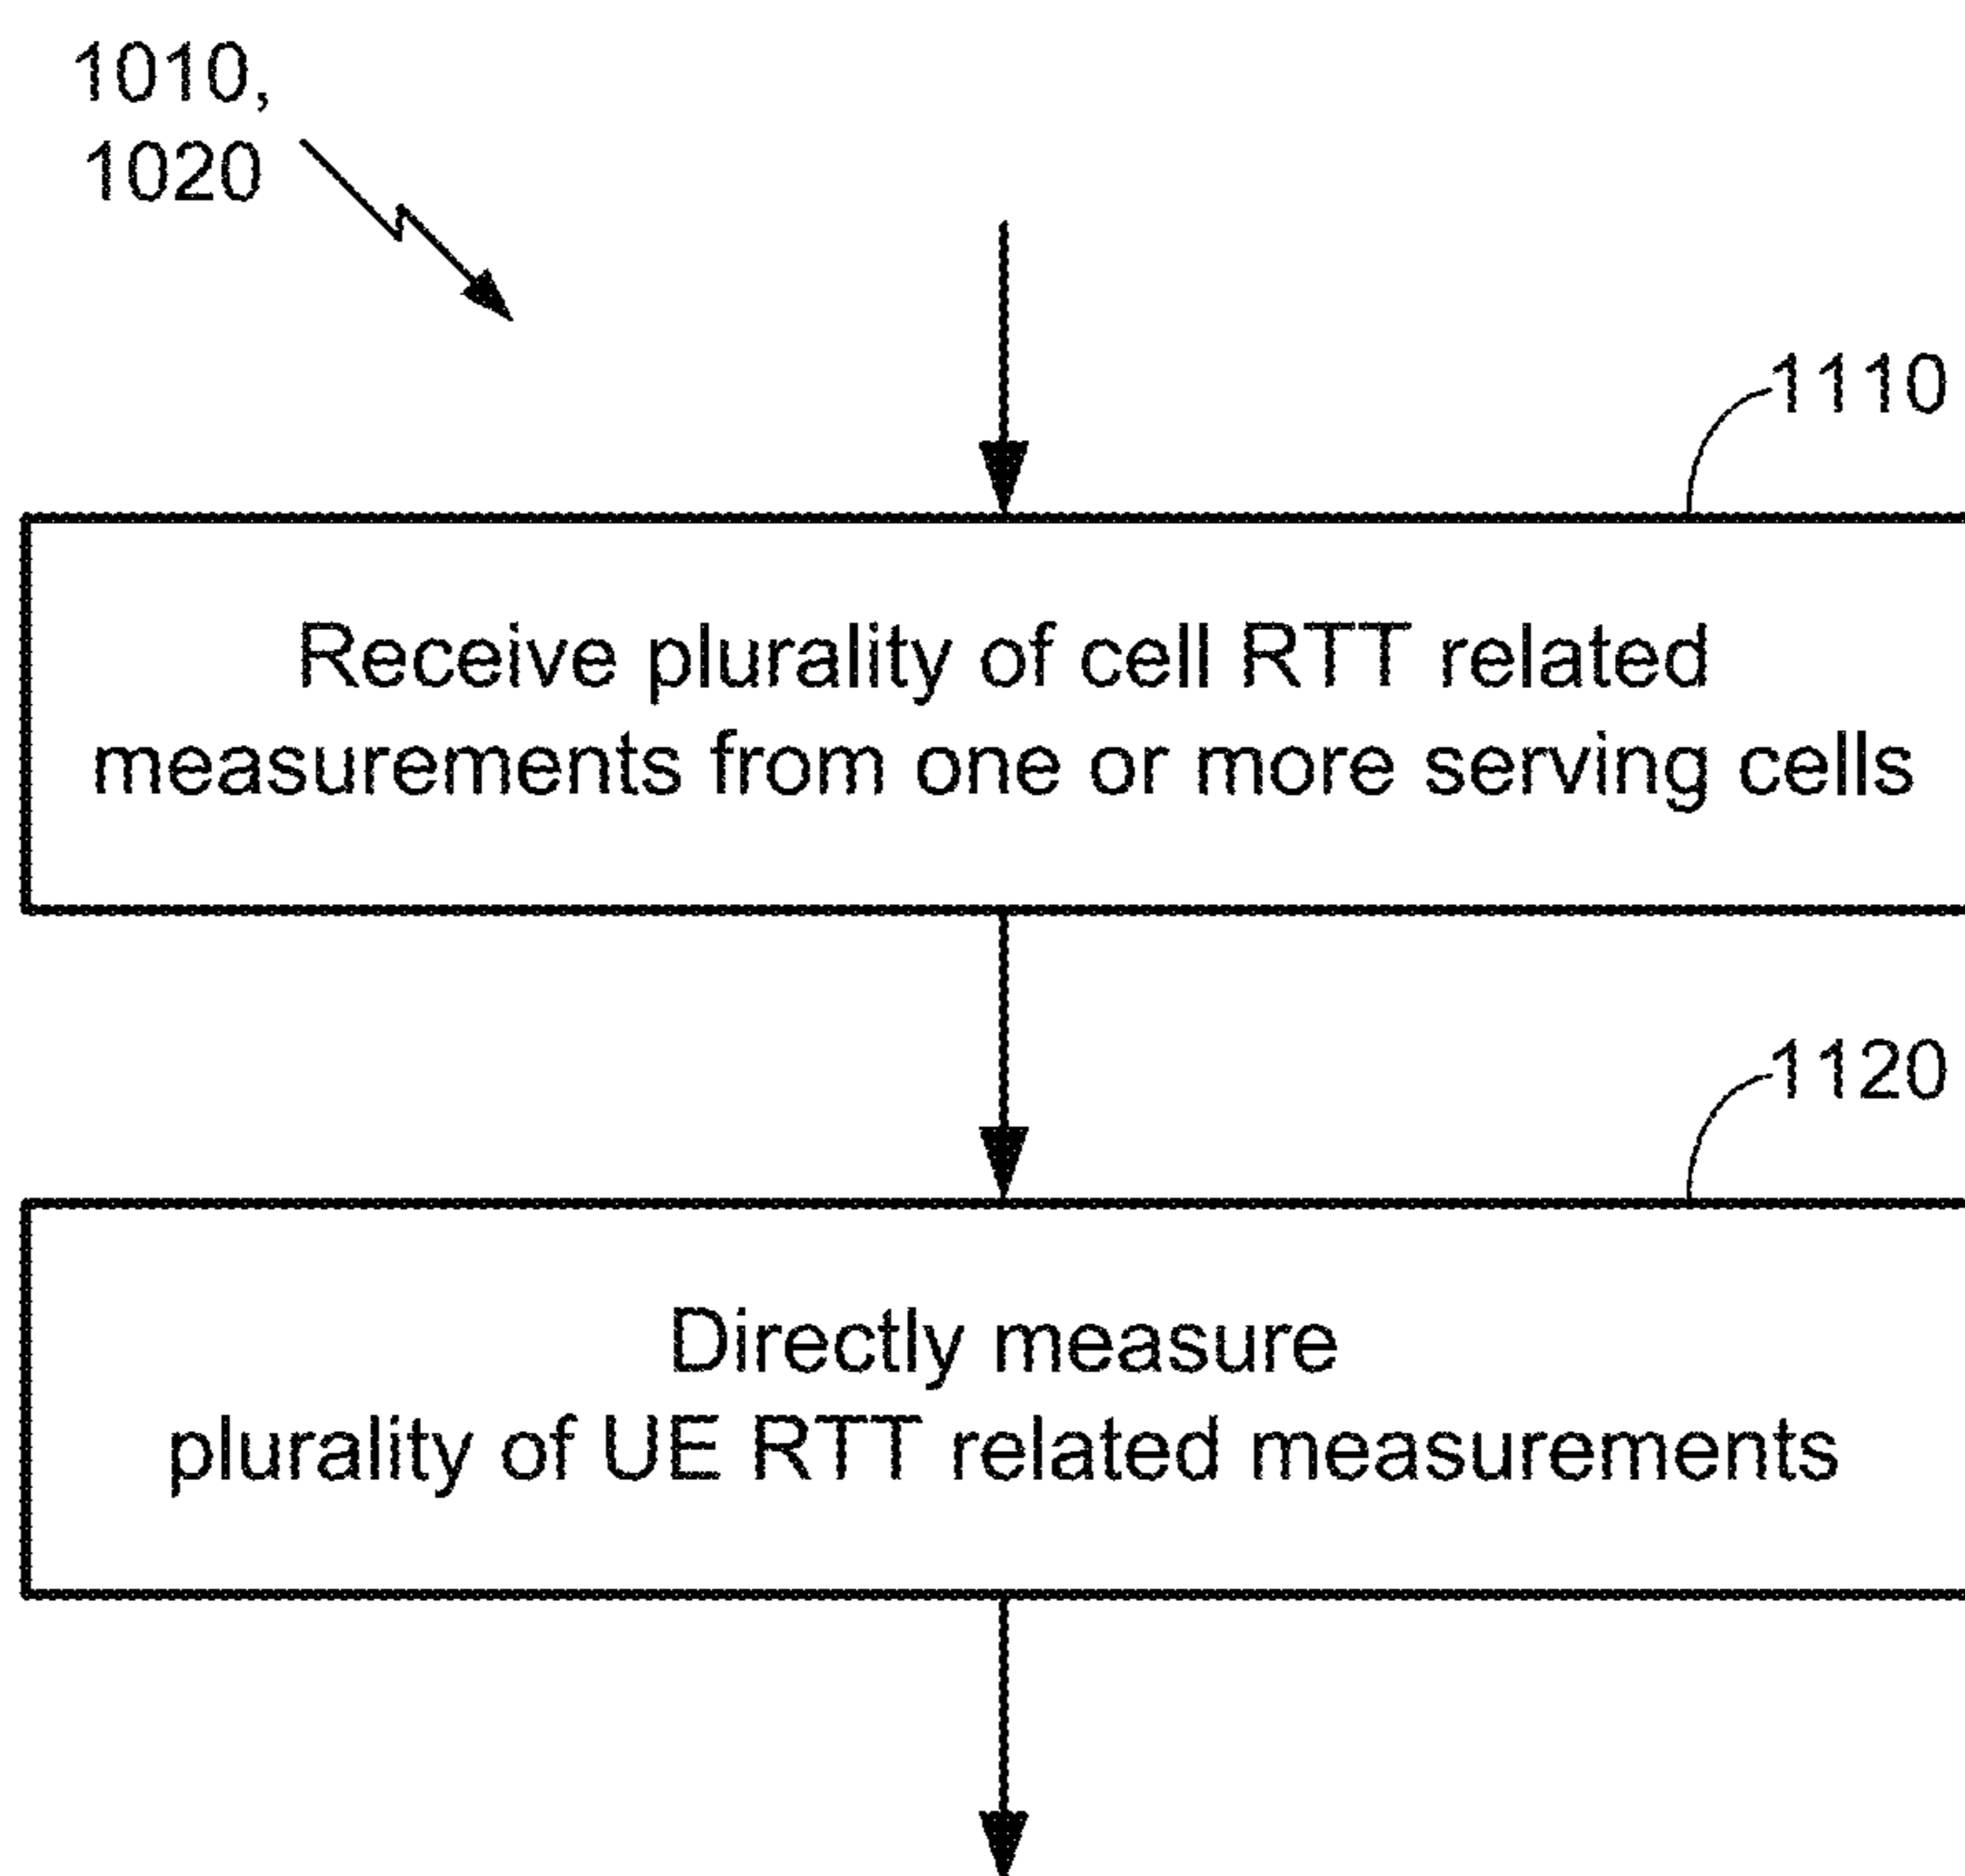 1010,
1020
1110
Receive plurality of cell RTT related
measurements from one or more serving cells
1120
Directly measure
plurality of UE RTT related measurements